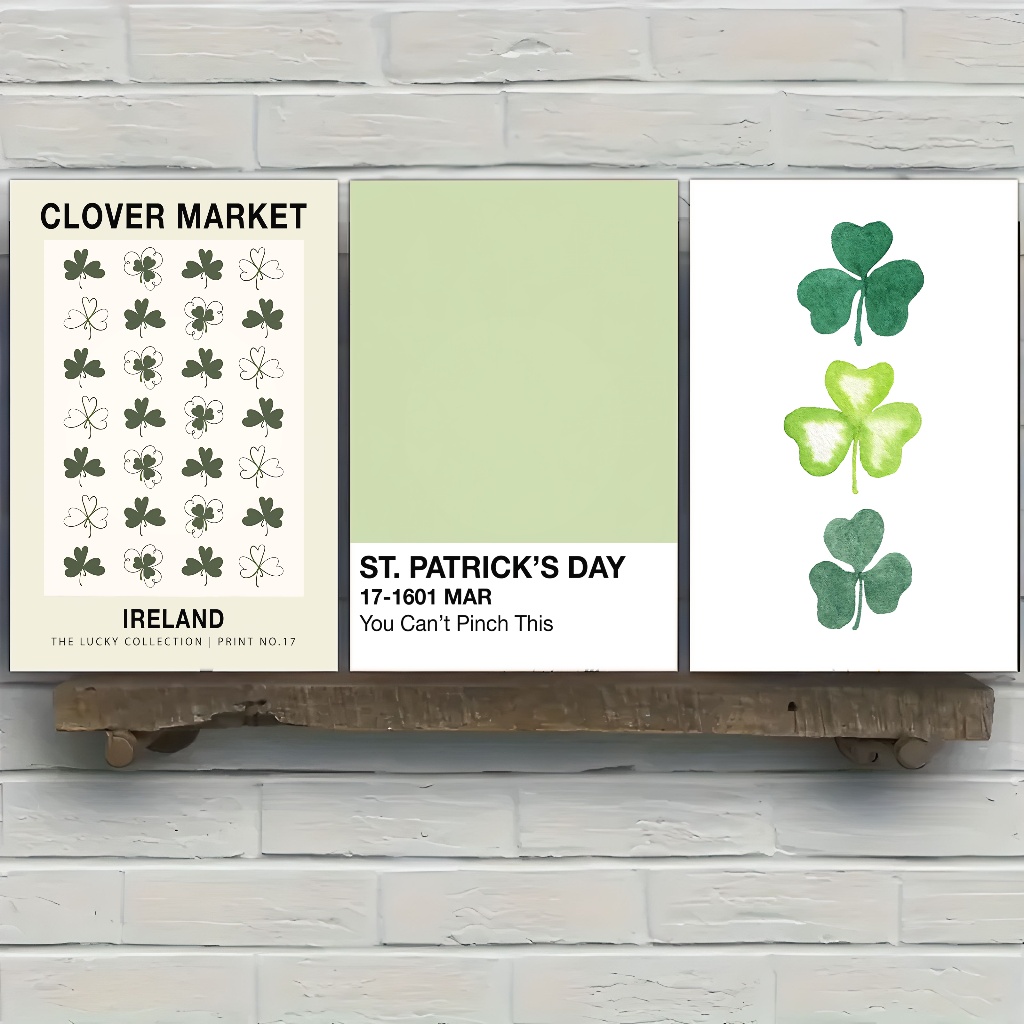 CLOVER MARKET
IRELAND
THE LUCKY COLLECTION | PRINT NO.17
ST. PATRICK'S DAY
17-1601 MAR
You Can't Pinch This